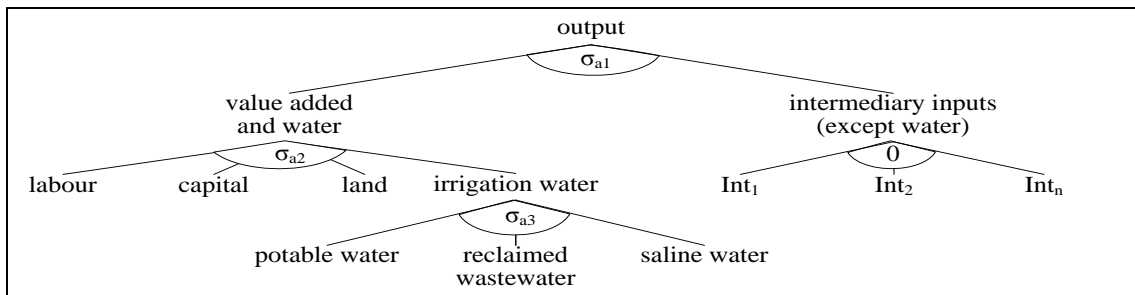 output
σa1
value added
and water
intermediary inputs
(except water)
σa2
0
labour
capital
land
irrigation water
Int1
Int2
Intn
σa3
potable water
reclaimed
wastewater
saline water